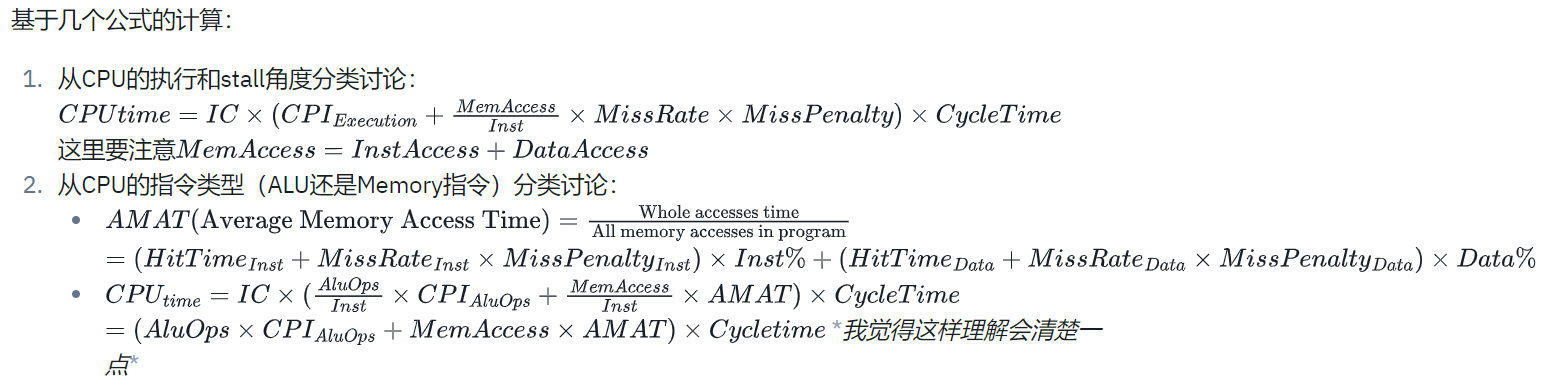 基于几个公式的计算：
1. 从CPU的执行和stall角度分类讨论：
$CPUtime = IC \times (CPI_{Execution} + \frac{MemAccess}{Inst} \times MissRate \times MissPenalty) \times CycleTime$
这里要注意$MemAccess = InstAccess + DataAccess$
2. 从CPU的指令类型（ALU还是Memory指令）分类讨论：
• $AMAT(\text{Average Memory Access Time}) = \frac{\text{Whole accesses time}}{\text{All memory accesses in program}}$
$= (HitTime_{Inst} + MissRate_{Inst} \times MissPenalty_{Inst}) \times Inst\% + (HitTime_{Data} + MissRate_{Data} \times MissPenalty_{Data}) \times Data\%$
• $CPU_{time} = IC \times (\frac{AluOps}{Inst} \times CPI_{AluOps} + \frac{MemAccess}{Inst} \times AMAT) \times CycleTime$
$= (AluOps \times CPI_{AluOps} + MemAccess \times AMAT) \times Cycletime$ *我觉得这样理解会清楚一
点*